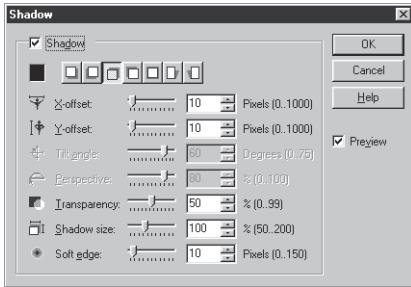 Shadow
Shadow
OK
Cancel
Help
Preview
X-offset: 10 Pixels (0..1000)
Y-offset: 10 Pixels (0..1000)
Tilt angle: 60 Degrees (0..75)
Perspective: 80 % (0..100)
Transparency: 50 % (0..99)
Shadow size: 100 % (50..200)
Soft edge: 10 Pixels (0..150)